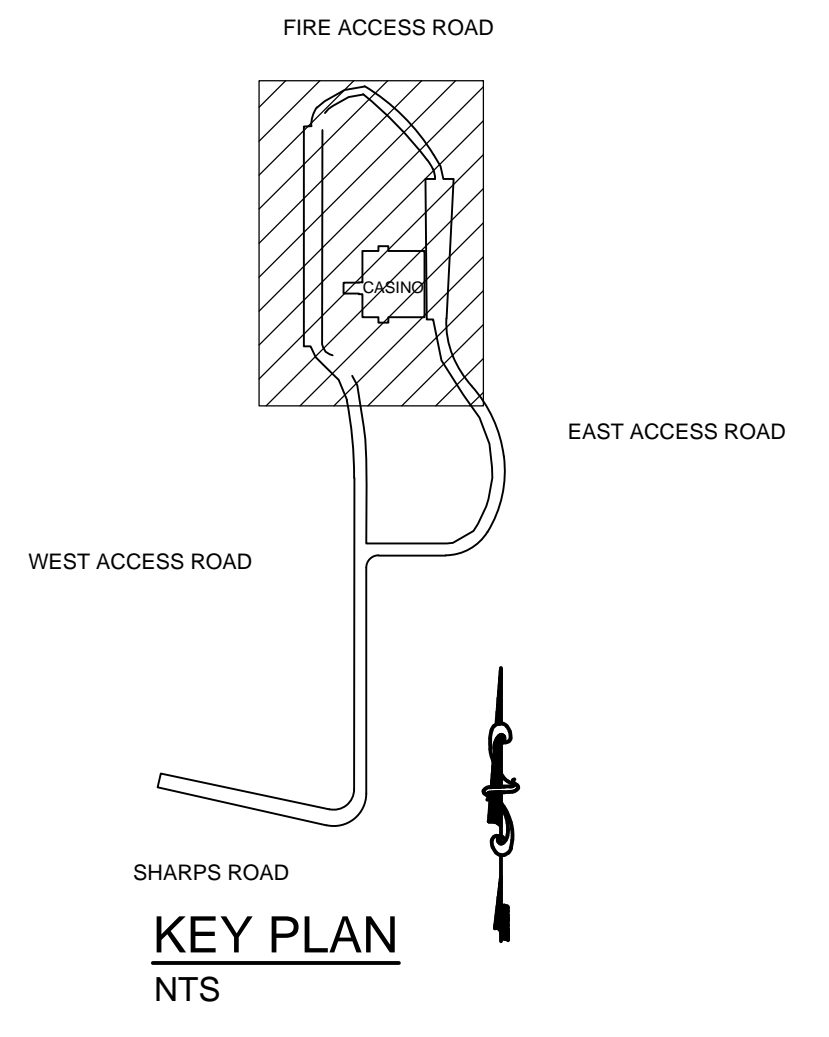 FIRE ACCESS ROAD
CASINO
EAST ACCESS ROAD
WEST ACCESS ROAD
SHARPS ROAD
KEY PLAN
NTS